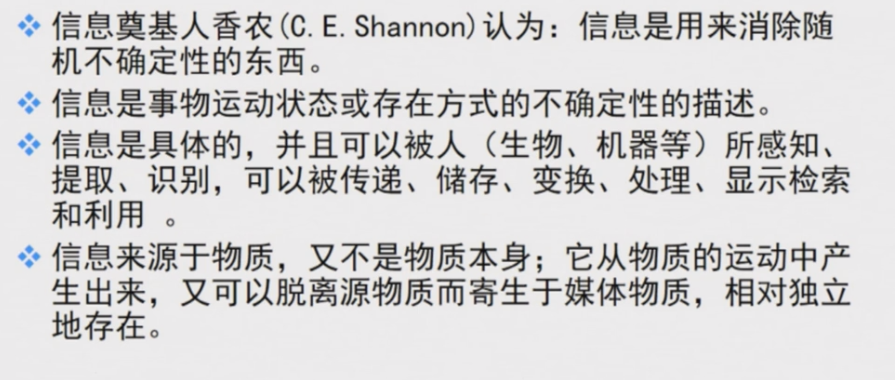 ❖ 信息奠基人香农(C.E.Shannon)认为：信息是用来消除随
机不确定性的东西。
❖ 信息是事物运动状态或存在方式的不确定性的描述。
❖ 信息是具体的，并且可以被人（生物、机器等）所感知、
提取、识别，可以被传递、储存、变换、处理、显示检索
和利用 。
❖ 信息来源于物质，又不是物质本身；它从物质的运动中产
生出来，又可以脱离源物质而寄生于媒体物质，相对独立
地存在。